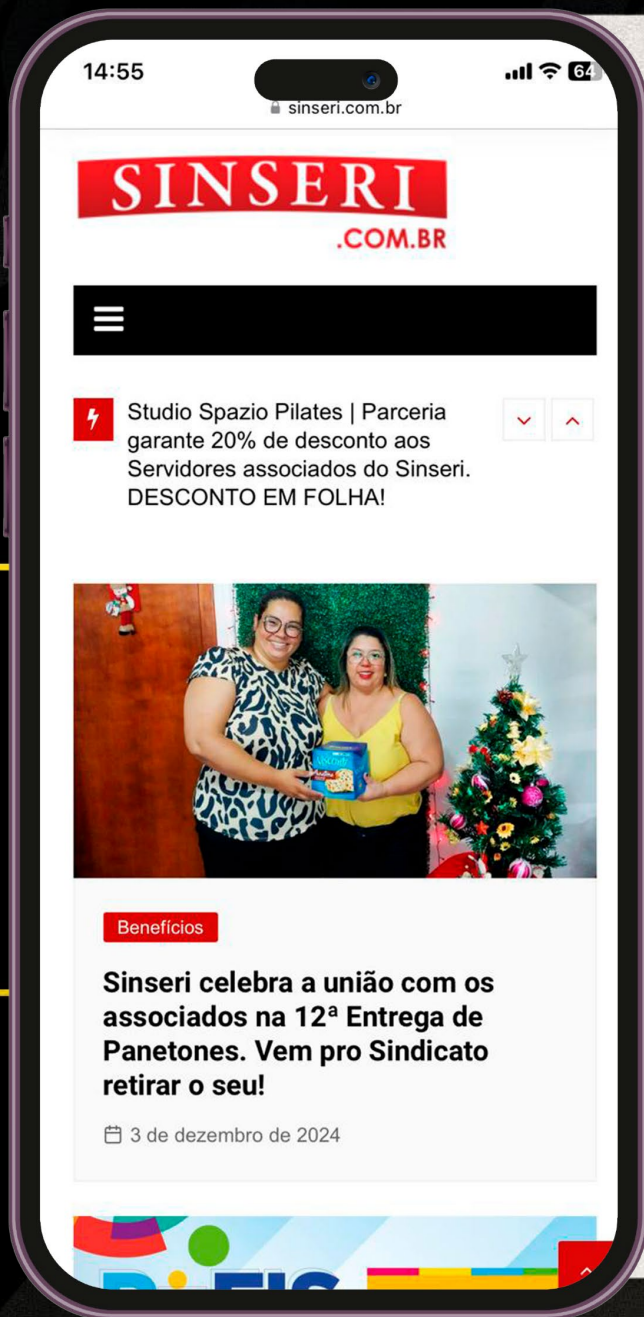 14:55
64
sinseri.com.br
SINSERI
.COM.BR
Studio Spazio Pilates | Parceria
garante 20% de desconto aos
Servidores associados do Sinseri.
DESCONTO EM FOLHA!
Benefícios
Sinseri celebra a união com os
associados na 12ª Entrega de
Panetones. Vem pro Sindicato
retirar o seu!
3 de dezembro de 2024